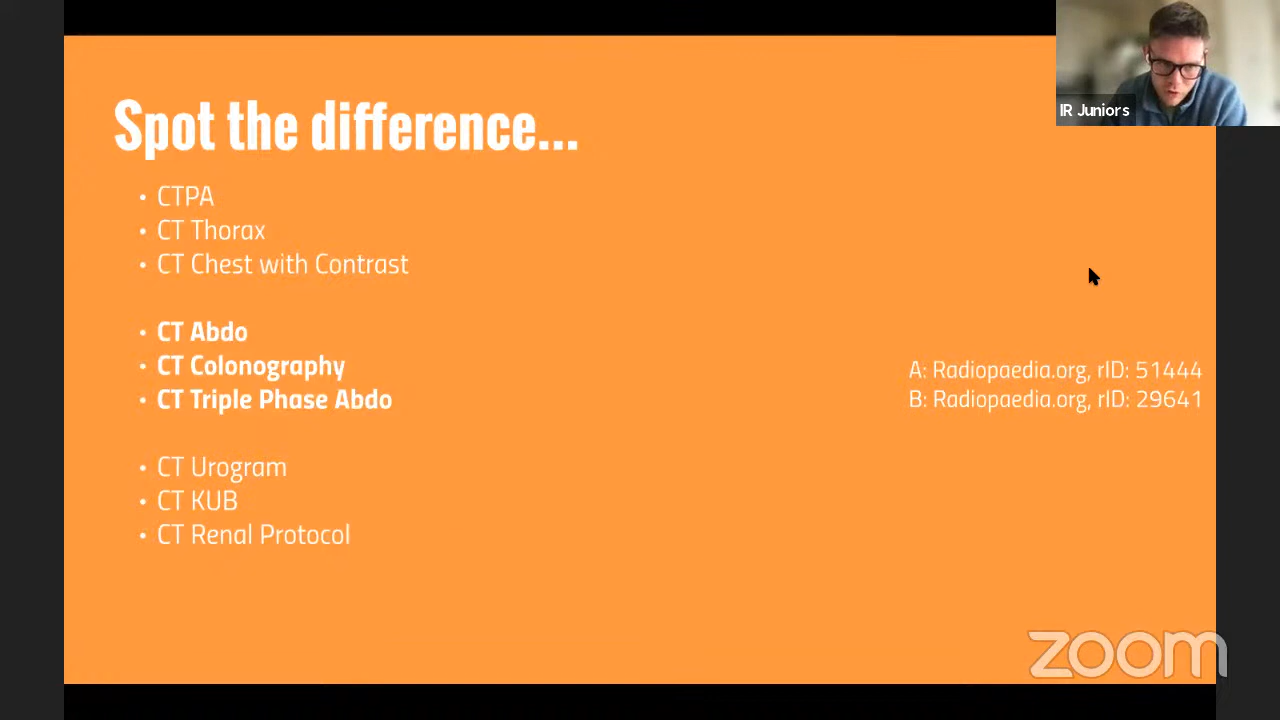 IR Juniors
Spot the difference...
• CTPA
• CT Thorax
• CT Chest with Contrast
• CT Abdo
• CT Colonography
• CT Triple Phase Abdo
A: Radiopaedia.org, rID: 51444
B: Radiopaedia.org, rID: 29641
• CT Urogram
• CT KUB
• CT Renal Protocol
zoom